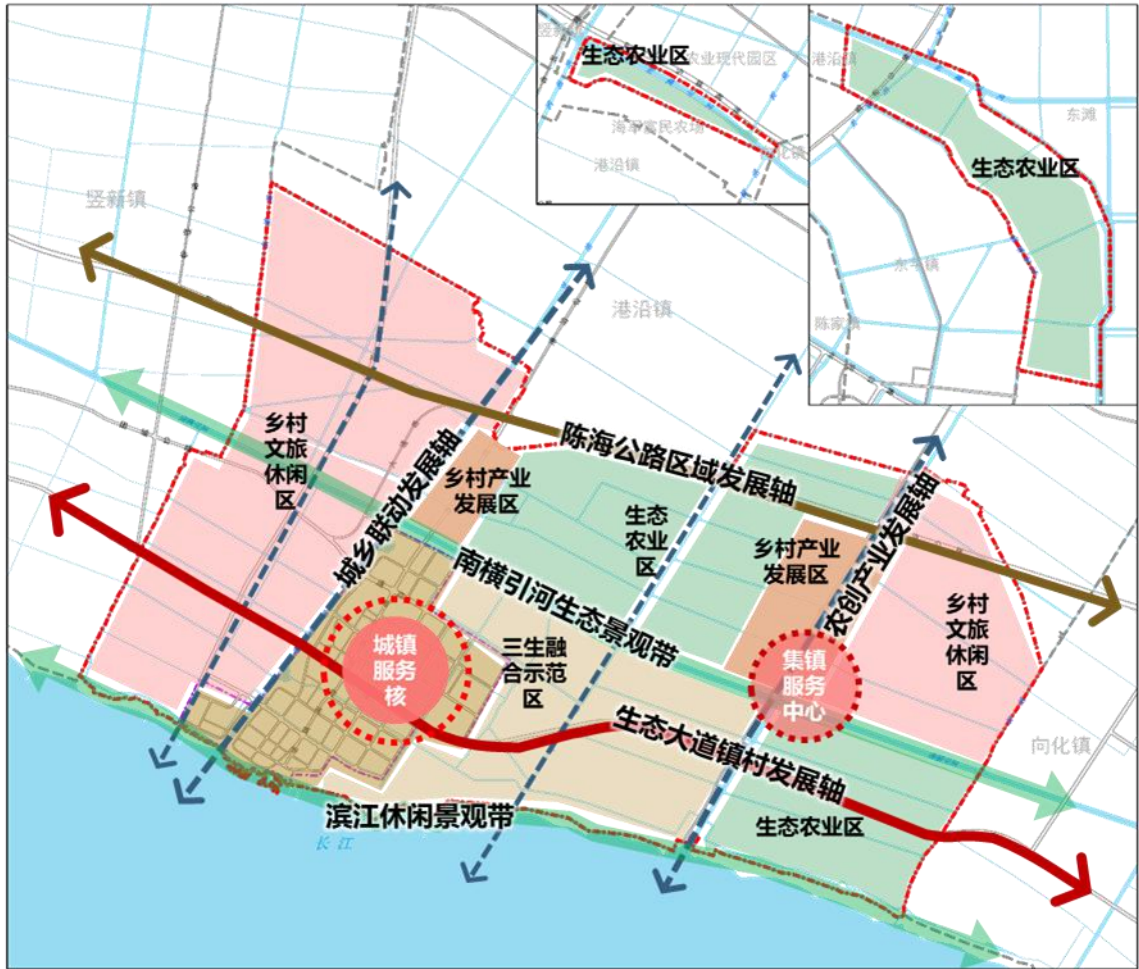 竖新镇
生态农业区
农业现代园区
海军富民农场
港沿镇
港沿镇
东滩
生态农业区
陈家镇
竖新镇
港沿镇
乡村
文旅
休闲
区
城乡联动发展轴
乡村产业
发展区
陈海公路区域发展轴
生态
农业
区
乡村产业
发展区
农创产业发展轴
乡村
文旅
休闲
区
南横引河生态景观带
城镇
服务
核
三生融
合示范
区
集镇
服务
中心
生态大道镇村发展轴
向化镇
滨江休闲景观带
生态农业区
长江